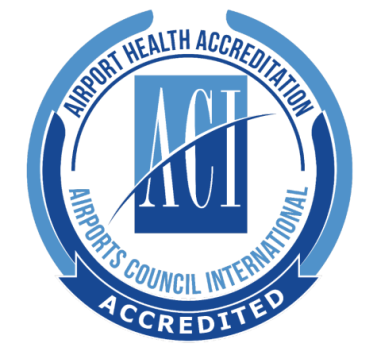 AIRPORT HEALTH ACCREDITATION
ACI
AIRPORTS COUNCIL INTERNATIONAL
ACCREDITED